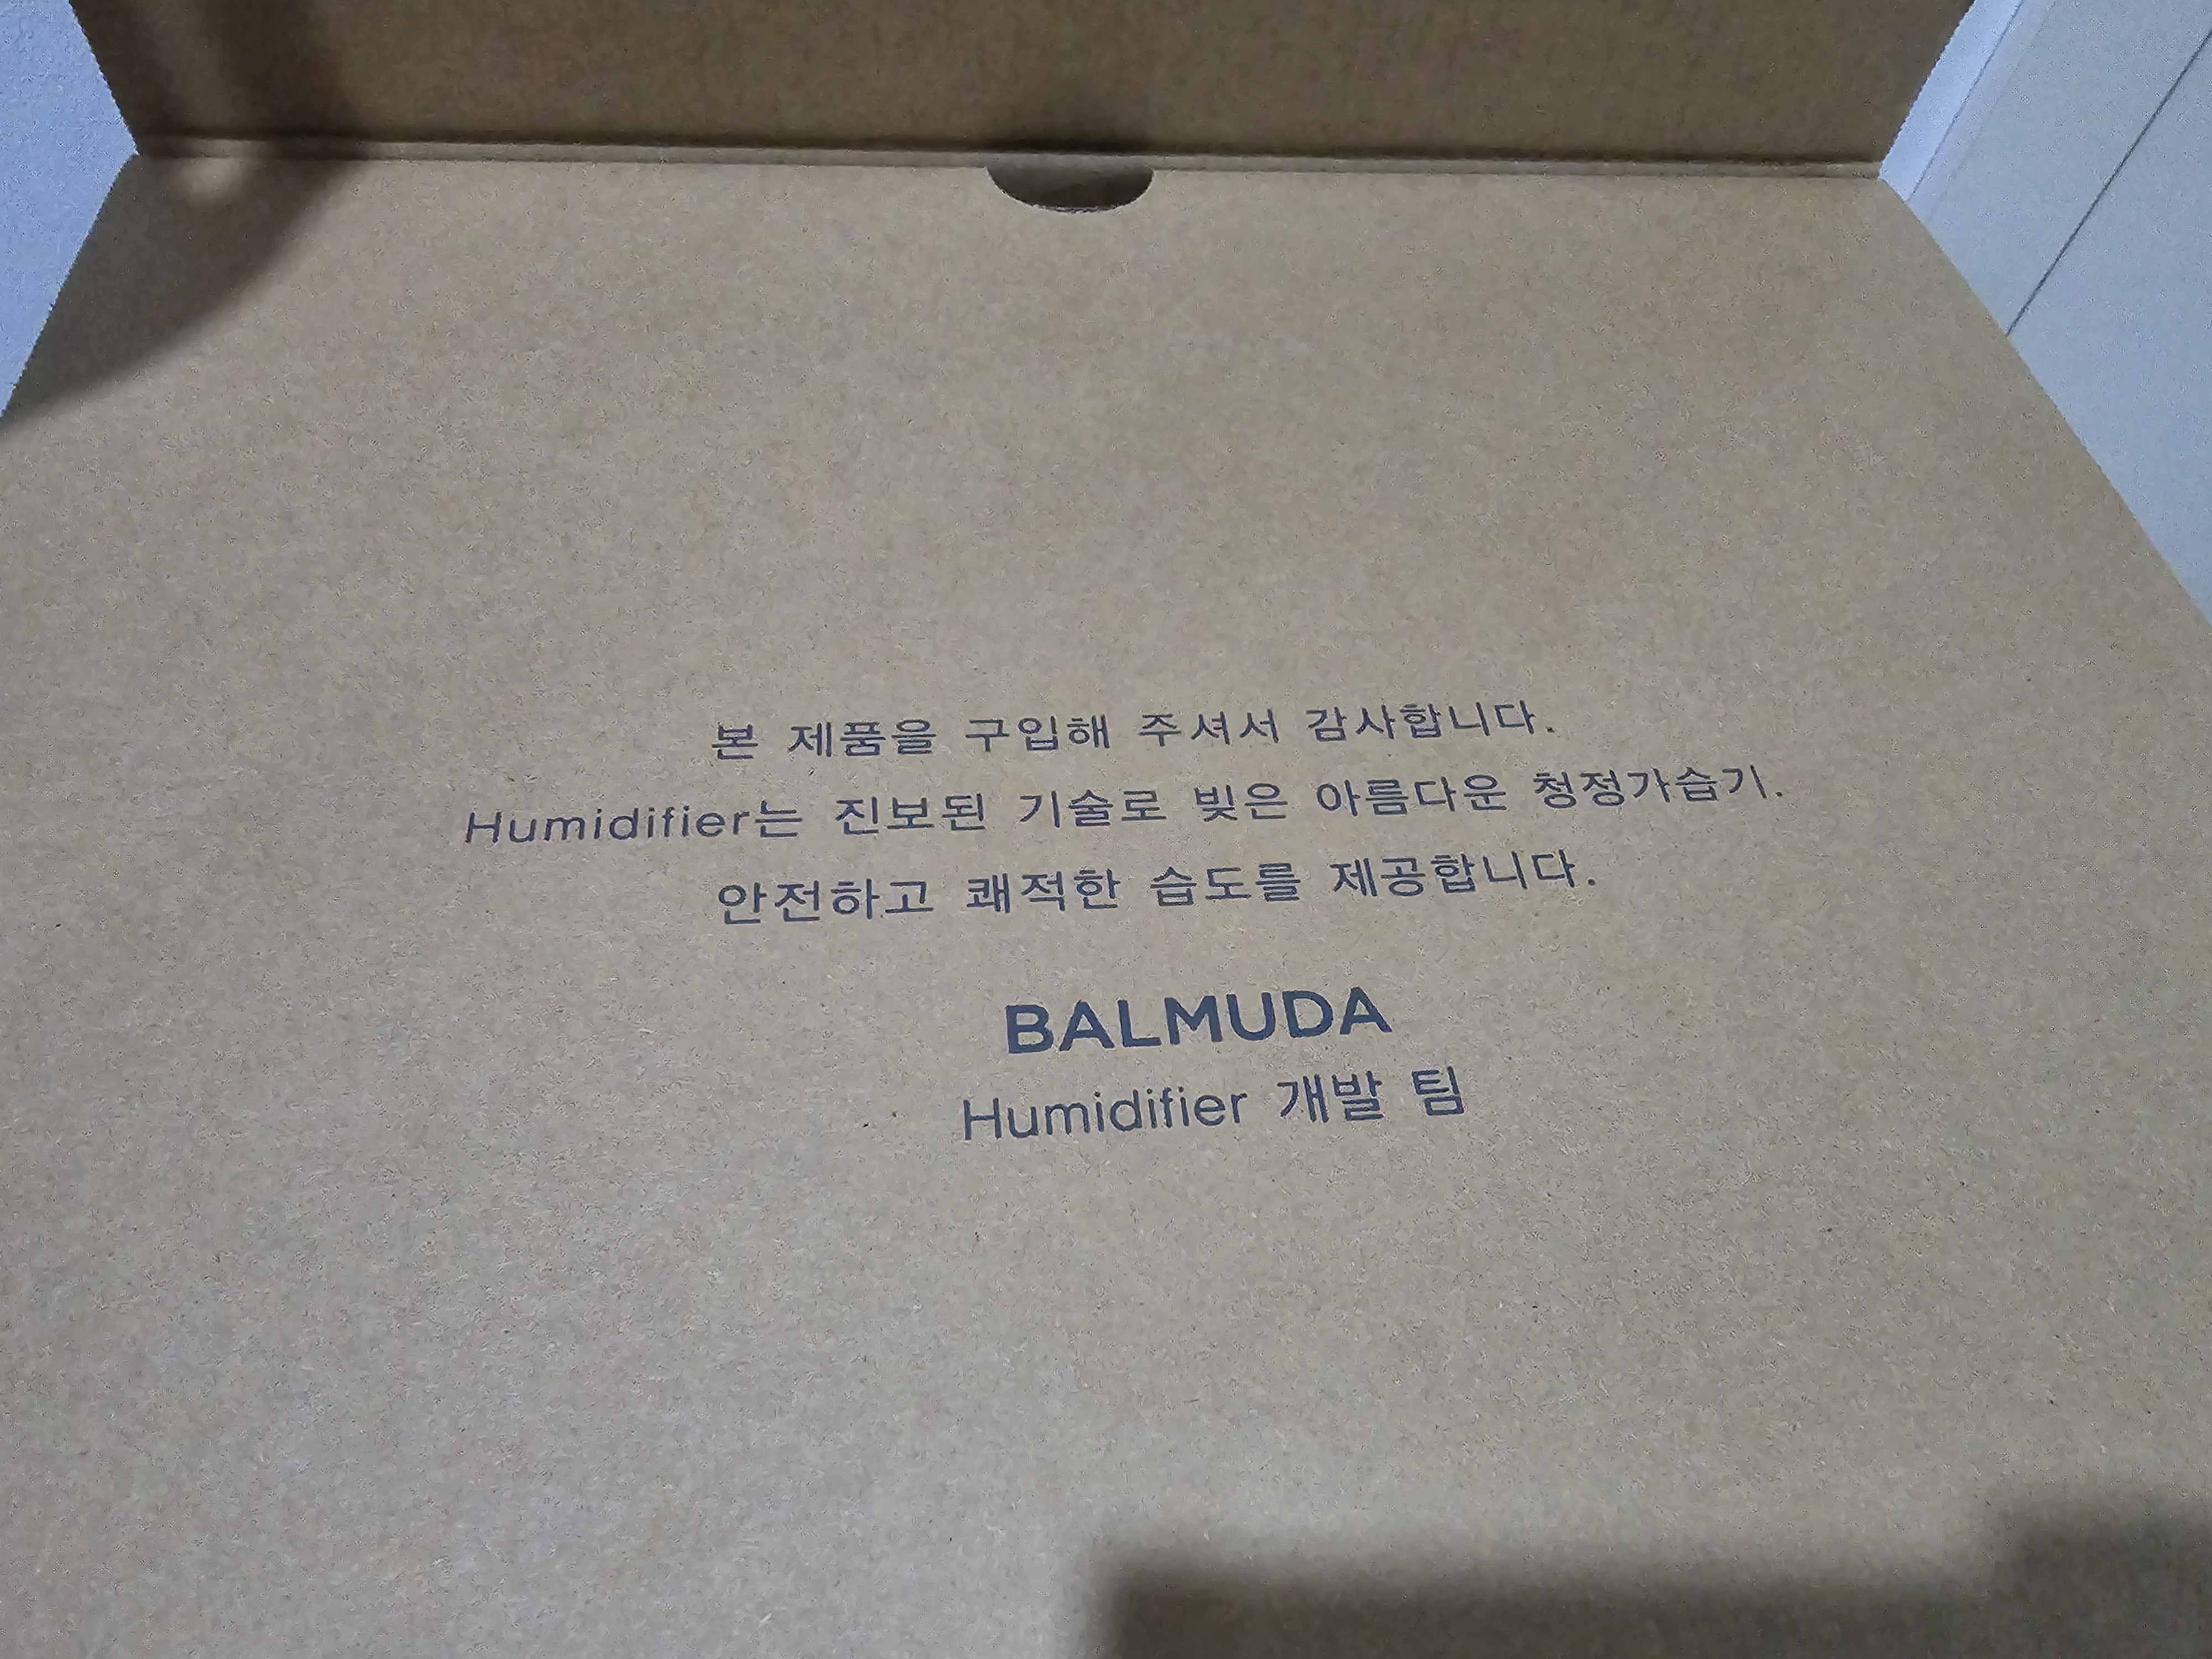 본 제품을 구입해 주셔서 감사합니다.
Humidifier는 진보된 기술로 빚은 아름다운 청정가습기.
안전하고 쾌적한 습도를 제공합니다.
BALMUDA
Humidifier 개발 팀